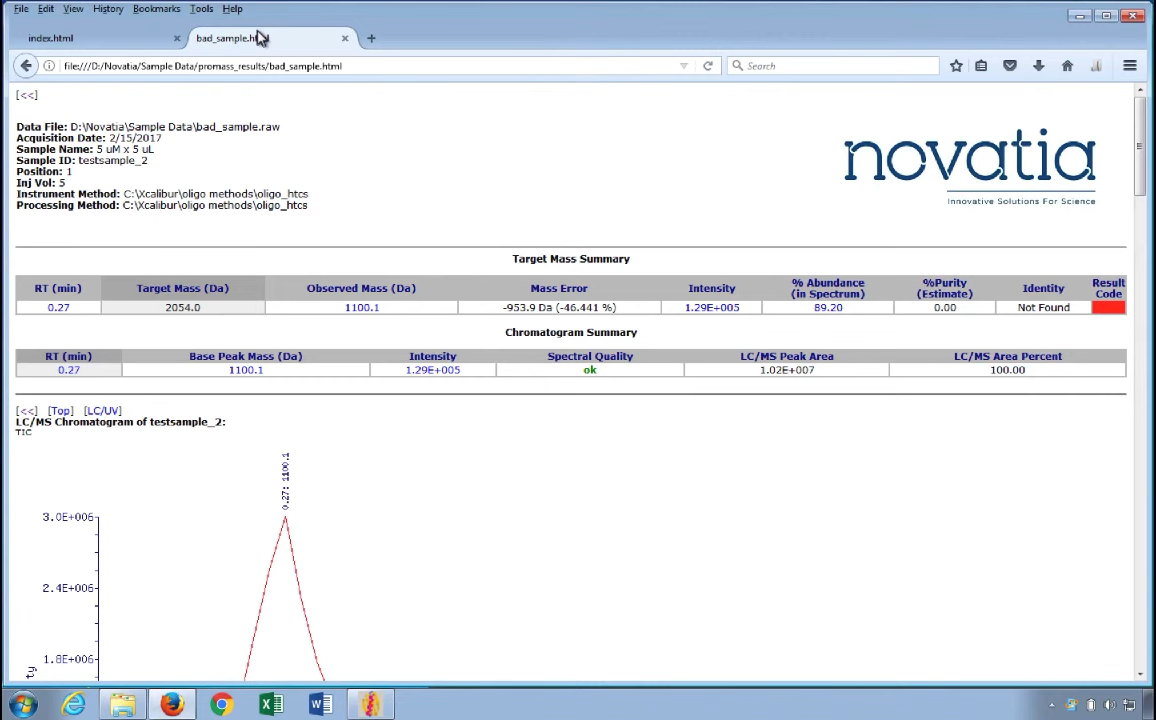 File Edit View History Bookmarks Tools Help
index.html
bad_sample.html
file:///D:/Novatia/Sample Data/promass_results/bad_sample.html
Search
[<<]
Data File: D:\Novatia\Sample Data\bad_sample.raw
Acquisition Date: 2/15/2017
Sample Name: 5 uM x 5 uL
Sample ID: testsample_2
Position: 1
Inj Vol: 5
Instrument Method: C:\Xcalibur\oligo methods\oligo_htcs
Processing Method: C:\Xcalibur\oligo methods\oligo_htcs
novatia
Innovative Solutions For Science
Target Mass Summary
RT (min) Target Mass (Da) Observed Mass (Da) Mass Error Intensity % Abundance (in Spectrum) %Purity (Estimate) Identity Result Code
0.27 2054.0 1100.1 -953.9 Da (-46.441 %) 1.29E+005 89.20 0.00 Not Found
Chromatogram Summary
RT (min) Base Peak Mass (Da) Intensity Spectral Quality LC/MS Peak Area LC/MS Area Percent
0.27 1100.1 1.29E+005 ok 1.02E+007 100.00
[<<] [Top] [LC/UV]
LC/MS Chromatogram of testsample_2:
TIC
0.27: 1100.1
3.0E+006
2.4E+006
1.8E+006
ty